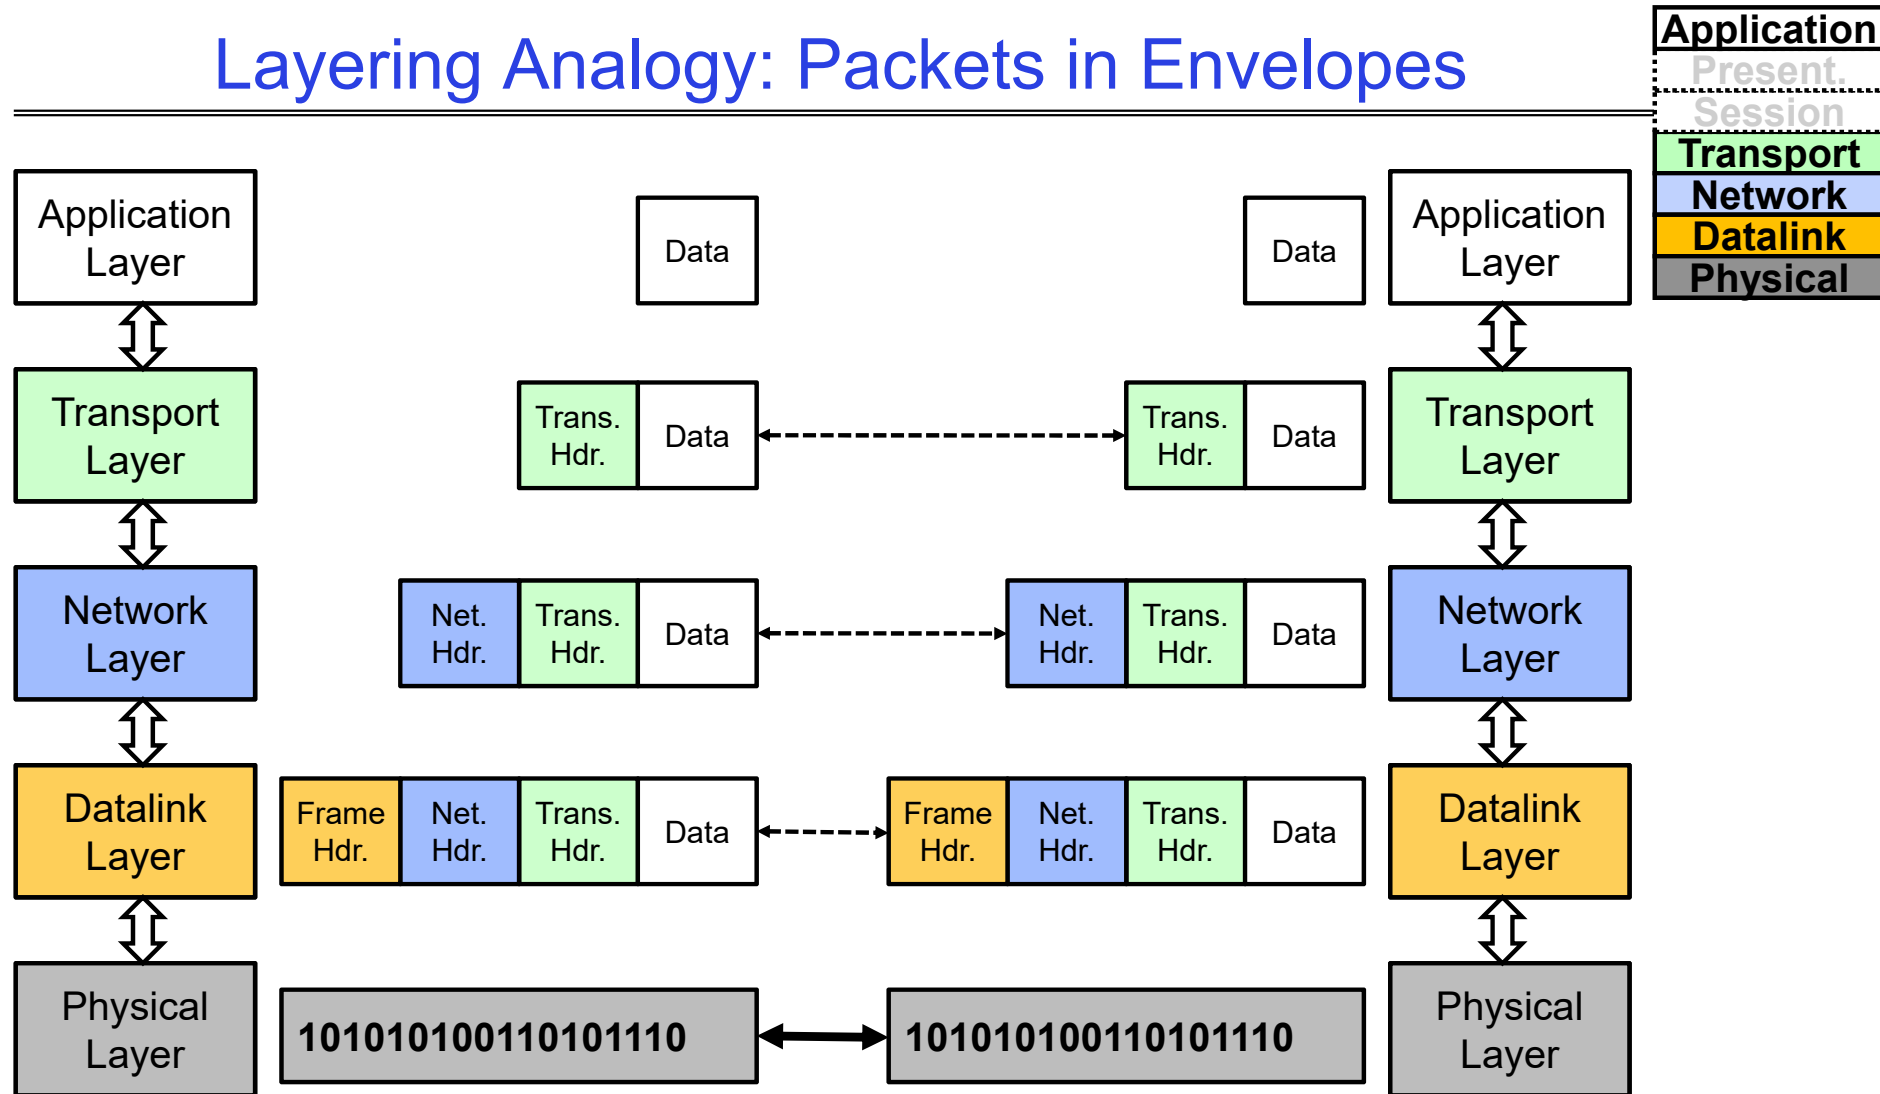 Layering Analogy: Packets in Envelopes
Application
Present.
Session
Transport
Network
Datalink
Physical
Application
Layer
Data
Data
Application
Layer
Transport
Layer
Trans.
Hdr.
Data
Trans.
Hdr.
Data
Transport
Layer
Network
Layer
Net.
Hdr.
Trans.
Hdr.
Data
Net.
Hdr.
Trans.
Hdr.
Data
Network
Layer
Datalink
Layer
Frame
Hdr.
Net.
Hdr.
Trans.
Hdr.
Data
Frame
Hdr.
Net.
Hdr.
Trans.
Hdr.
Data
Datalink
Layer
Physical
Layer
101010100110101110
101010100110101110
Physical
Layer